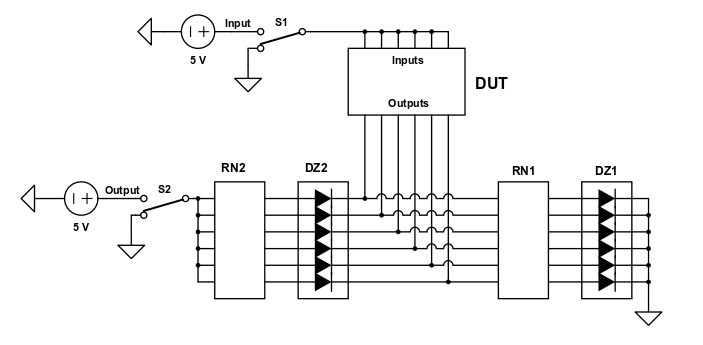 Input
S1
5 V
Inputs
DUT
Outputs
RN2
DZ2
RN1
DZ1
Output
S2
5 V